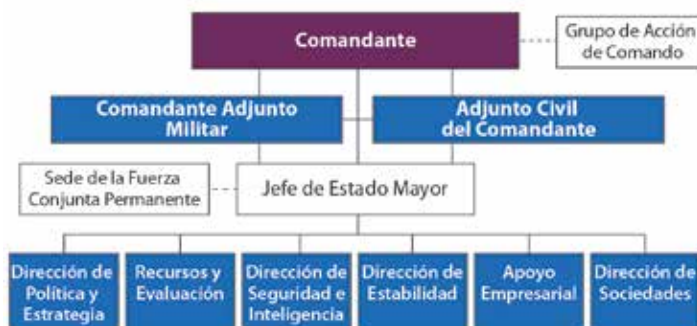 Comandante
Grupo de Acción
de Comando
Comandante Adjunto
Militar
Adjunto Civil
del Comandante
Sede de la Fuerza
Conjunta Permanente
Jefe de Estado Mayor
Dirección de
Política y
Estrategia
Recursos y
Evaluación
Dirección de
Seguridad e
Inteligencia
Dirección de
Estabilidad
Apoyo
Empresarial
Dirección de
Sociedades